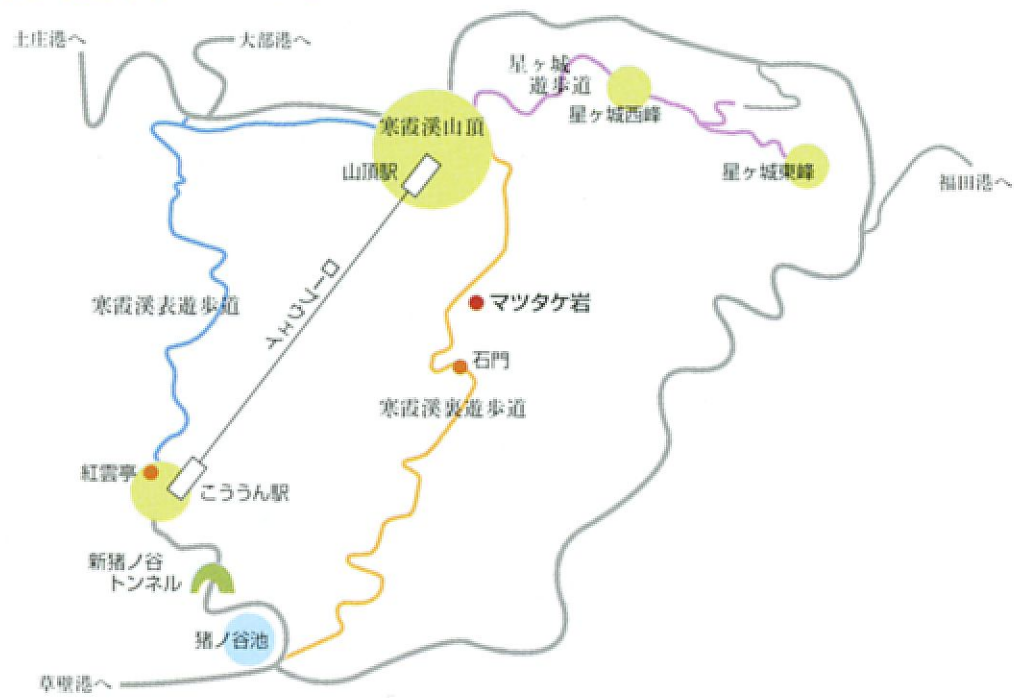 土庄港へ
大部港へ
星ヶ城
遊歩道
星ヶ城西峰
寒霞渓山頂
山頂駅
星ヶ城東峰
福田港へ
ロープウェイ
寒霞渓表遊歩道
マツタケ岩
石門
寒霞渓裏遊歩道
紅雲亭
こううん駅
新猪ノ谷
トンネル
猪ノ谷池
草壁港へ